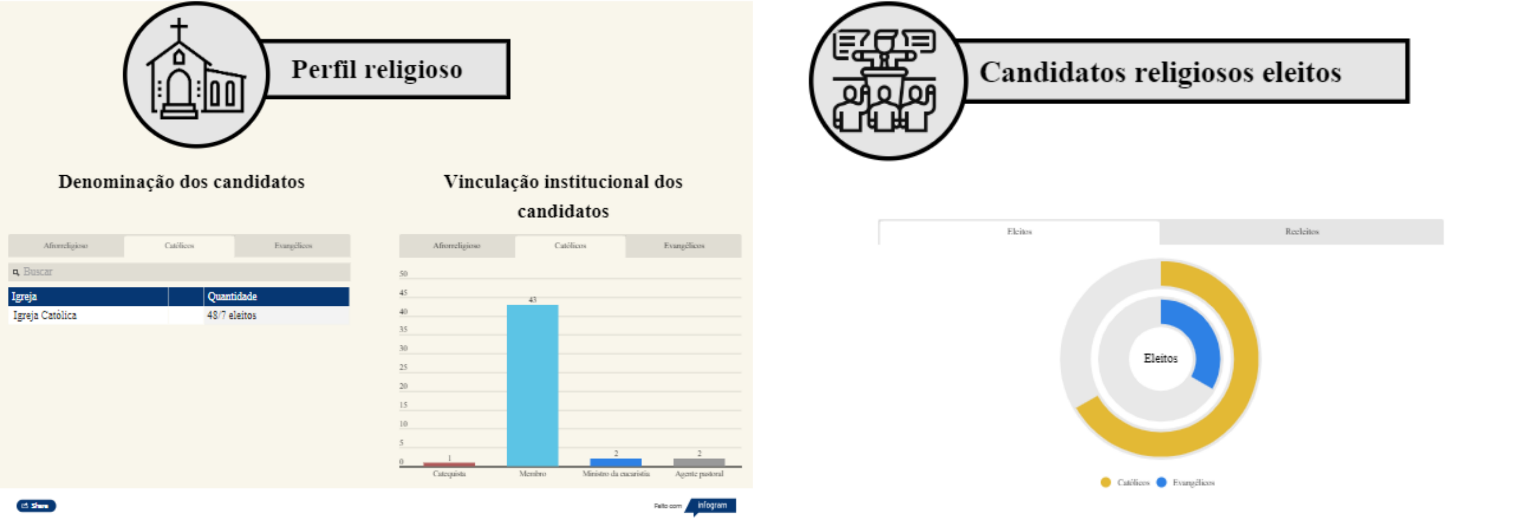 Perfil religioso
Denominação dos candidatos
Afrorreligioso
Católicos
Evangélicos
Buscar
Igreja
Quantidade
Igreja Católica
48/7 eleitos
Vinculação institucional dos
candidatos
Afrorreligioso
Católicos
Evangélicos
50
45
40
35
30
25
20
15
10
5
0
1
43
2
2
Catequista
Membro
Ministro da eucaristia
Agente pastoral
Share
Feito com
infogram
Candidatos religiosos eleitos
Eleitos
Reeleitos
Eleitos
Católicos
Evangélicos